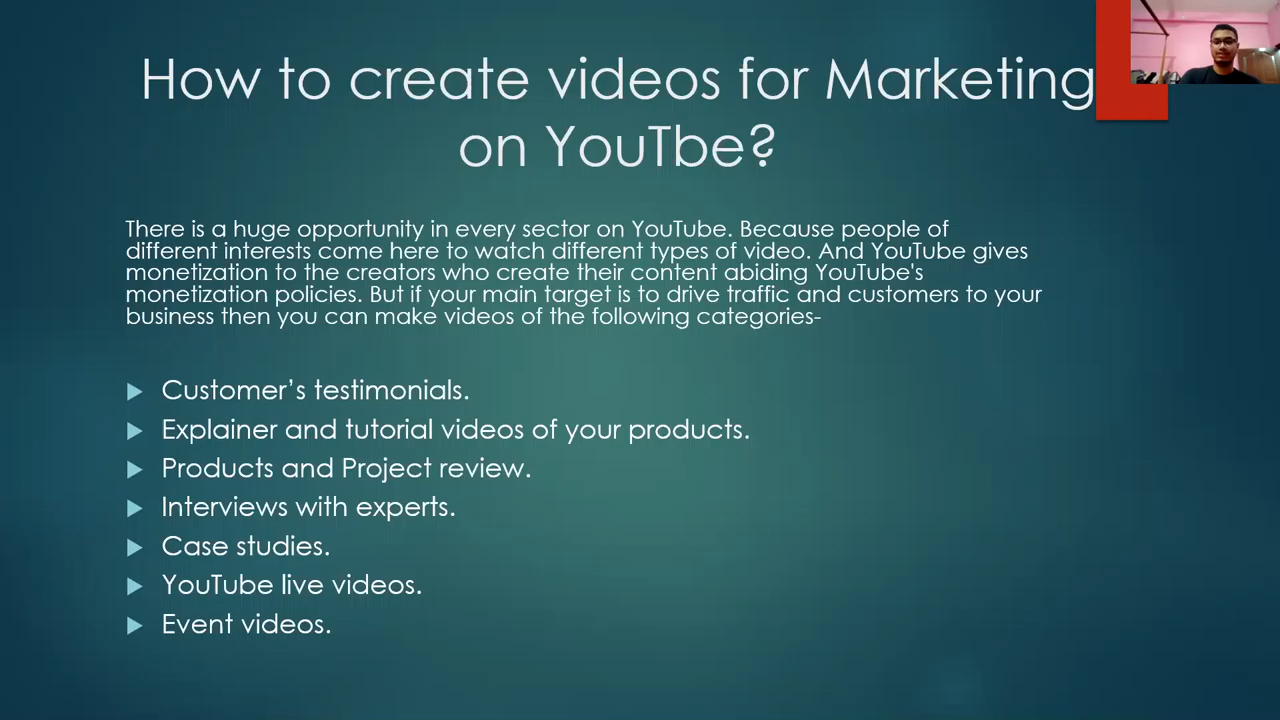 How to create videos for Marketing
on YouTbe?
There is a huge opportunity in every sector on YouTube. Because people of
different interests come here to watch different types of video. And YouTube gives
monetization to the creators who create their content abiding YouTube's
monetization policies. But if your main target is to drive traffic and customers to your
business then you can make videos of the following categories-
Customer’s testimonials.
Explainer and tutorial videos of your products.
Products and Project review.
Interviews with experts.
Case studies.
YouTube live videos.
Event videos.